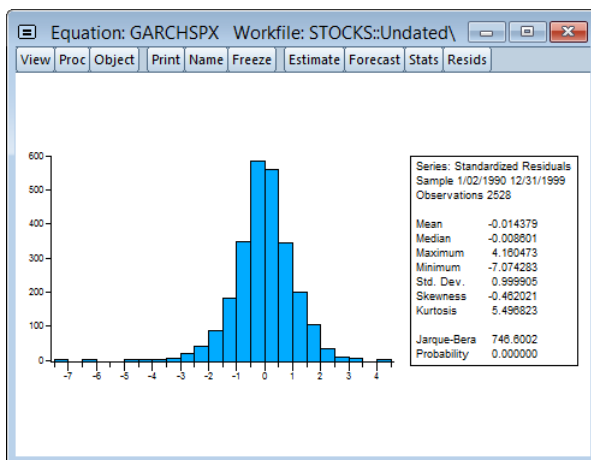 Equation: GARCHSPX Workfile: STOCKS::Undated\
View Proc Object Print Name Freeze Estimate Forecast Stats Resids
600
500
400
300
200
100
0
-7 -6 -5 -4 -3 -2 -1 0 1 2 3 4
Series: Standardized Residuals
Sample 1/02/1990 12/31/1999
Observations 2528
Mean -0.014379
Median -0.008601
Maximum 4.160473
Minimum -7.074283
Std. Dev. 0.999905
Skewness -0.462021
Kurtosis 5.496823
Jarque-Bera 746.6002
Probability 0.000000